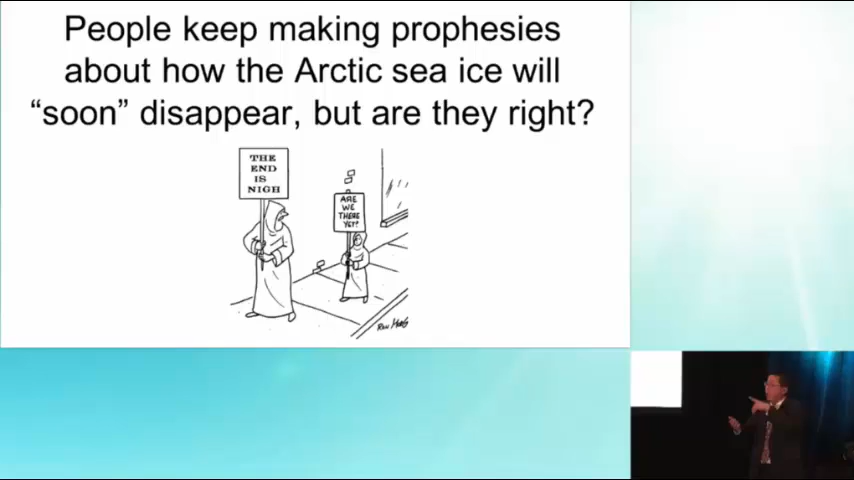 People keep making prophesies
about how the Arctic sea ice will
“soon” disappear, but are they right?
THE
END
IS
NIGH
ARE
WE
THERE
YET?